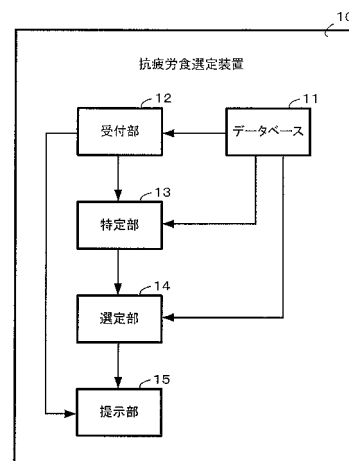 10
抗疲労食選定装置
12
受付部
11
データベース
13
特定部
14
選定部
15
提示部